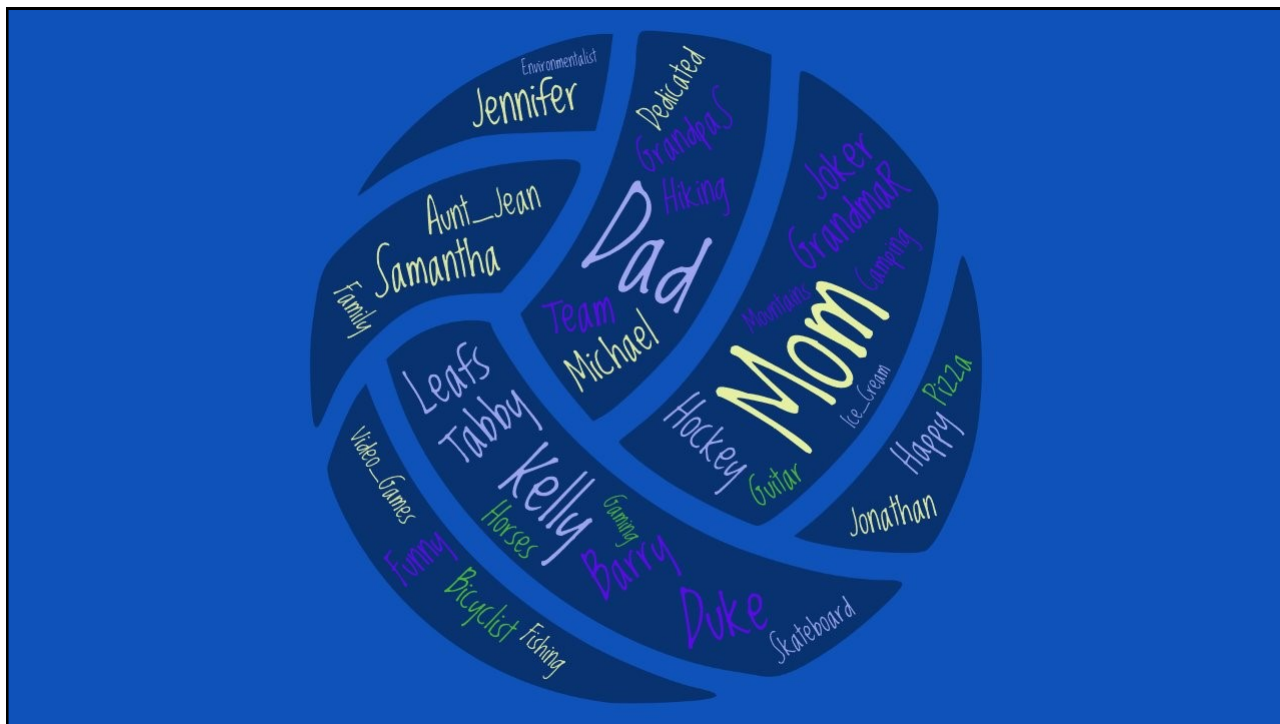 Environmentalist
Jennifer
Dedicated
GrandpaS
Hiking
Dad
Team
Michael
Joker
GrandmaR
Camping
Mountains
Mom
Ice_Cream
Hockey
Guitar
Aunt_Jean
Samantha
Family
Pizza
Happy
Jonathan
Leafs
Tabby
Kelly
Horses
Gaming
Barry
Duke
Skateboard
Video_Games
Funny
Bicyclist
Fishing